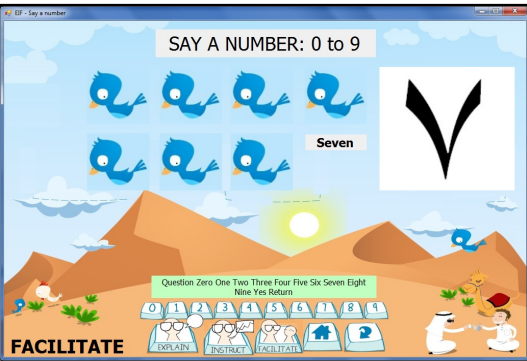 EIF - Say a number
SAY A NUMBER: 0 to 9
٧
Seven
Question Zero One Two Three Four Five Six Seven Eight
Nine Yes Return
0 1 2 3 4 5 6 7 8 9
EXPLAIN INSTRUCT FACILITATE ?
FACILITATE